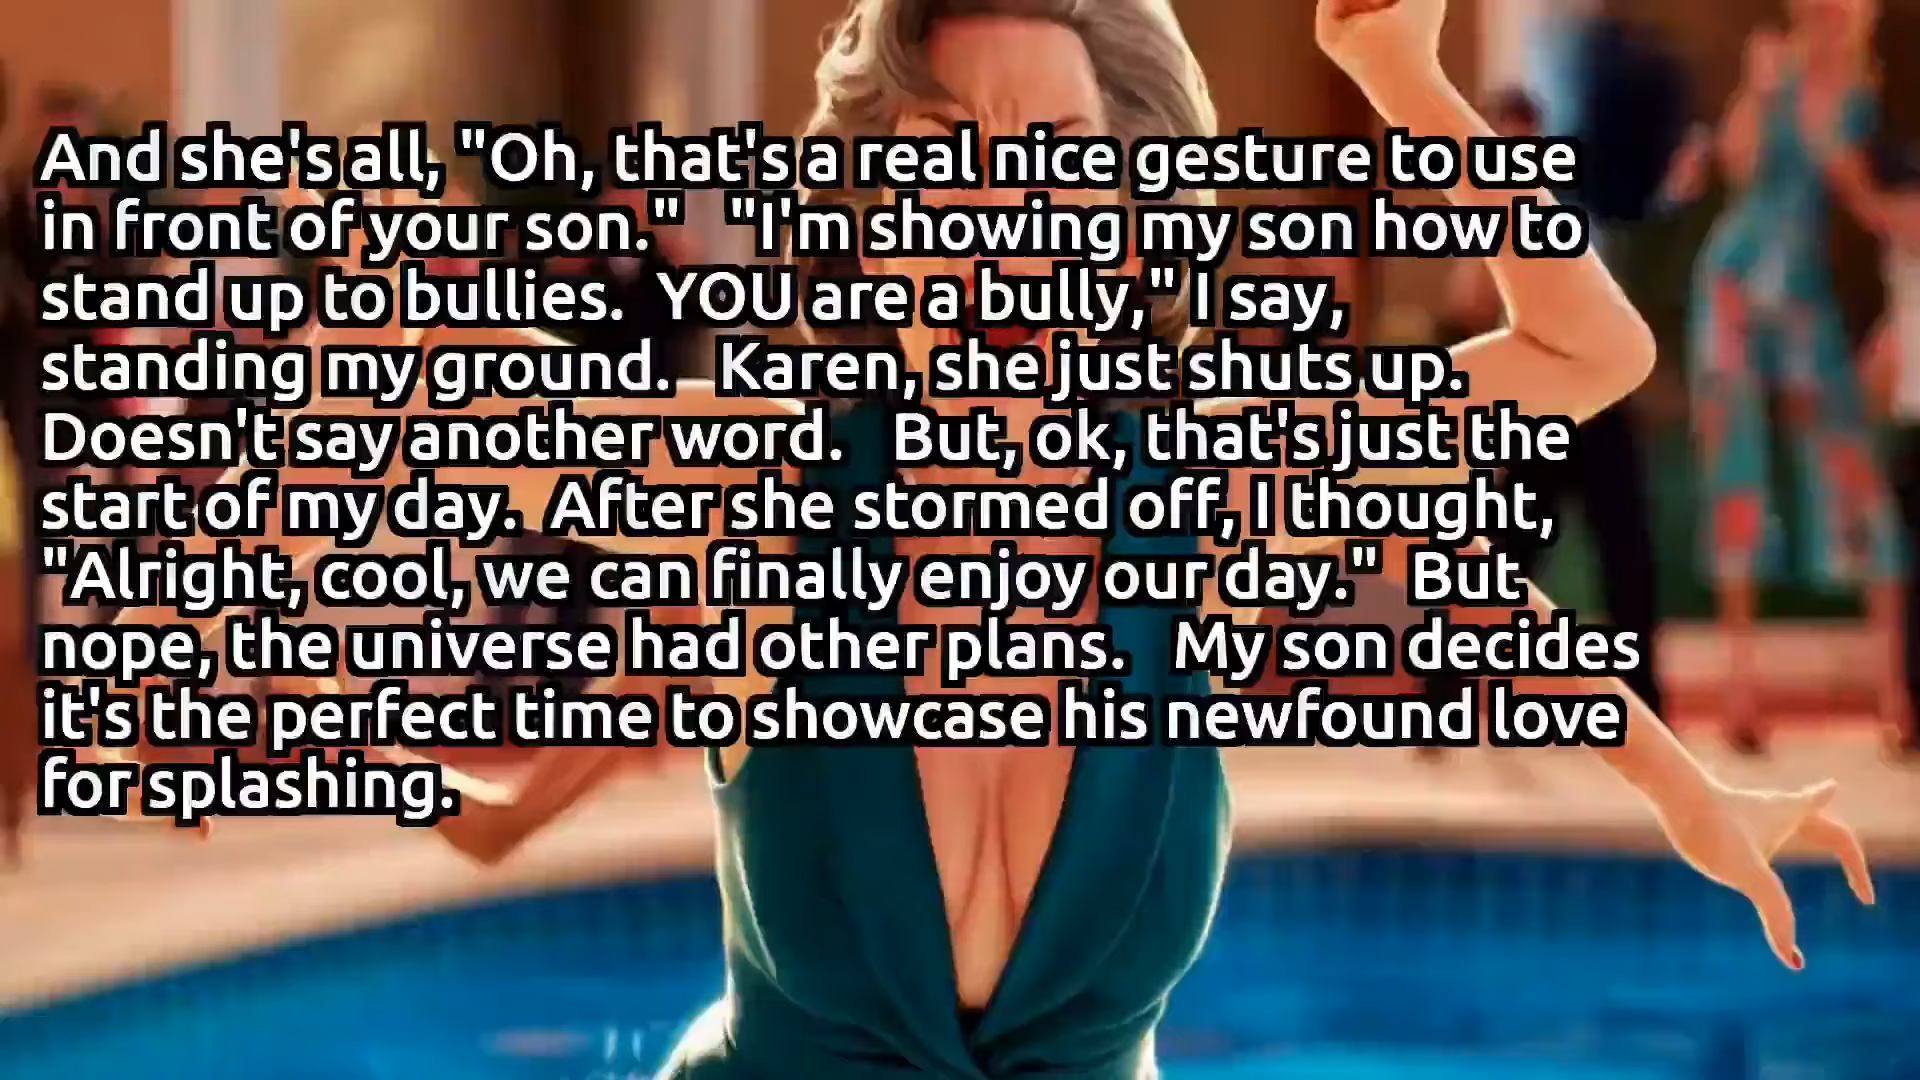 And she's all, "Oh, that's a real nice gesture to use
in front of your son."   "I'm showing my son how to
stand up to bullies.  YOU are a bully," I say,
standing my ground.   Karen, she just shuts up.
Doesn't say another word.   But, ok, that's just the
start of my day.  After she stormed off, I thought,
"Alright, cool, we can finally enjoy our day."  But
nope, the universe had other plans.   My son decides
it's the perfect time to showcase his newfound love
for splashing.